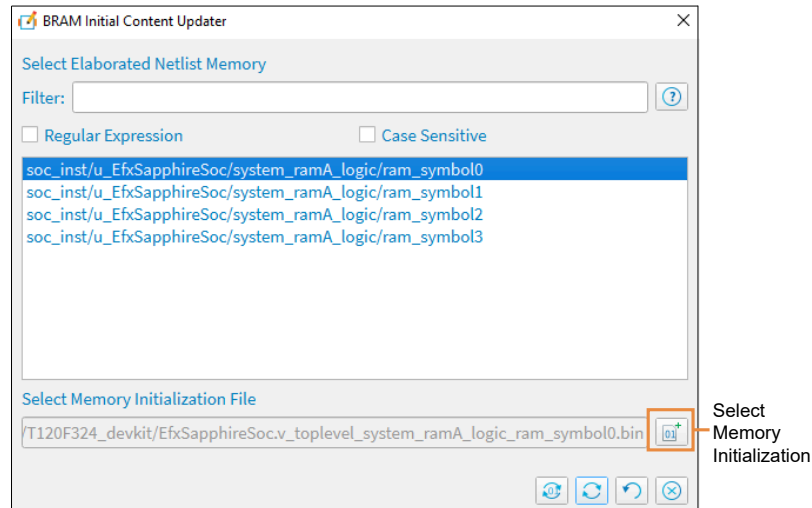 BRAM Initial Content Updater
Select Elaborated Netlist Memory
Filter:
Regular Expression
Case Sensitive
soc_inst/u_EfxSapphireSoc/system_ramA_logic/ram_symbol0
soc_inst/u_EfxSapphireSoc/system_ramA_logic/ram_symbol1
soc_inst/u_EfxSapphireSoc/system_ramA_logic/ram_symbol2
soc_inst/u_EfxSapphireSoc/system_ramA_logic/ram_symbol3
Select Memory Initialization File
/T120F324_devkit/EfxSapphireSoc.v_toplevel_system_ramA_logic_ram_symbol0.bin
01
Select
Memory
Initialization